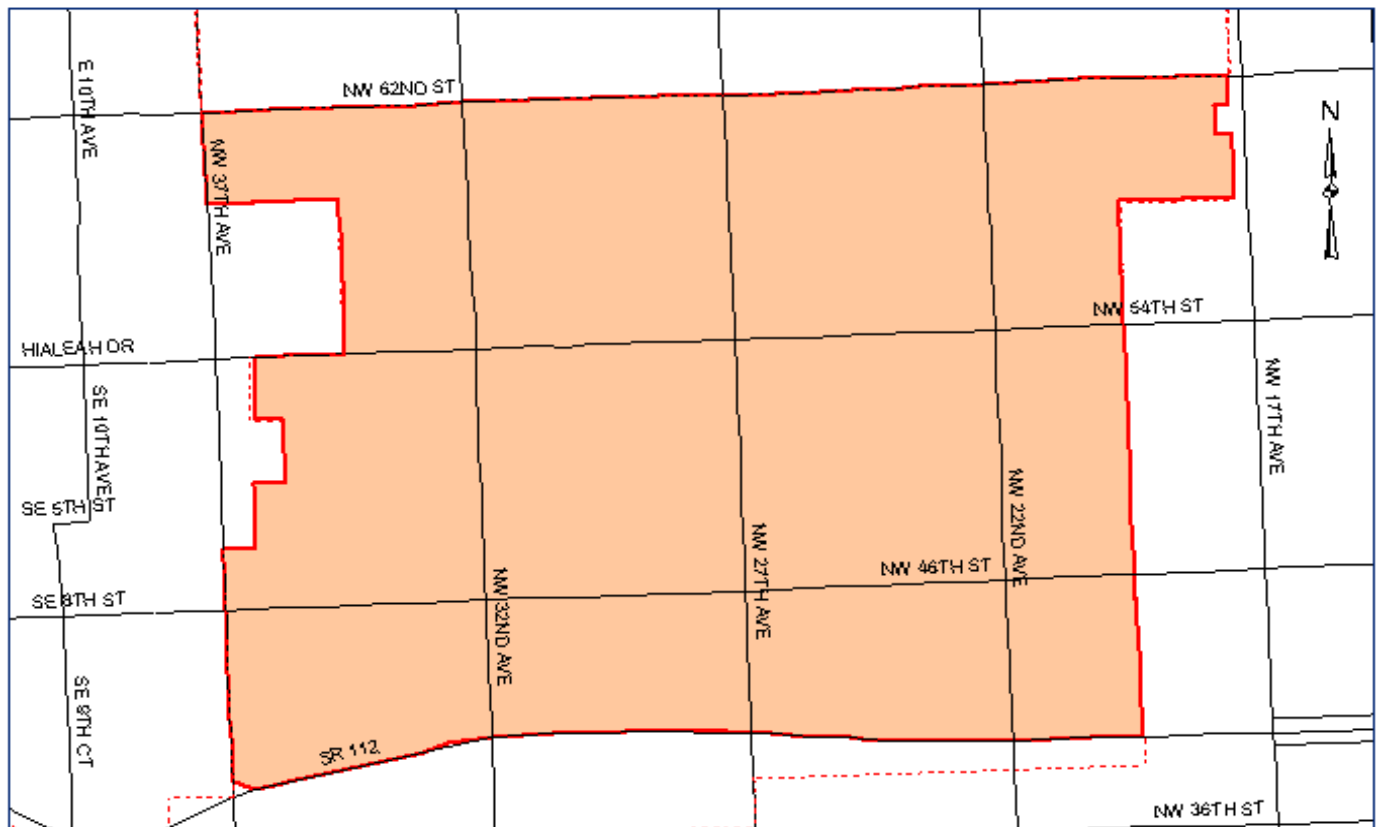 NW 62ND ST
E 10TH AVE
N
NW 37TH AVE
NW 54TH ST
HIALEAH DR
SE 10TH AVE
NW 17TH AVE
SE 5TH ST
NW 22ND AVE
NW 27TH AVE
NW 46TH ST
NW 32ND AVE
SE 8TH ST
SE 9TH CT
SR 112
NW 36TH ST